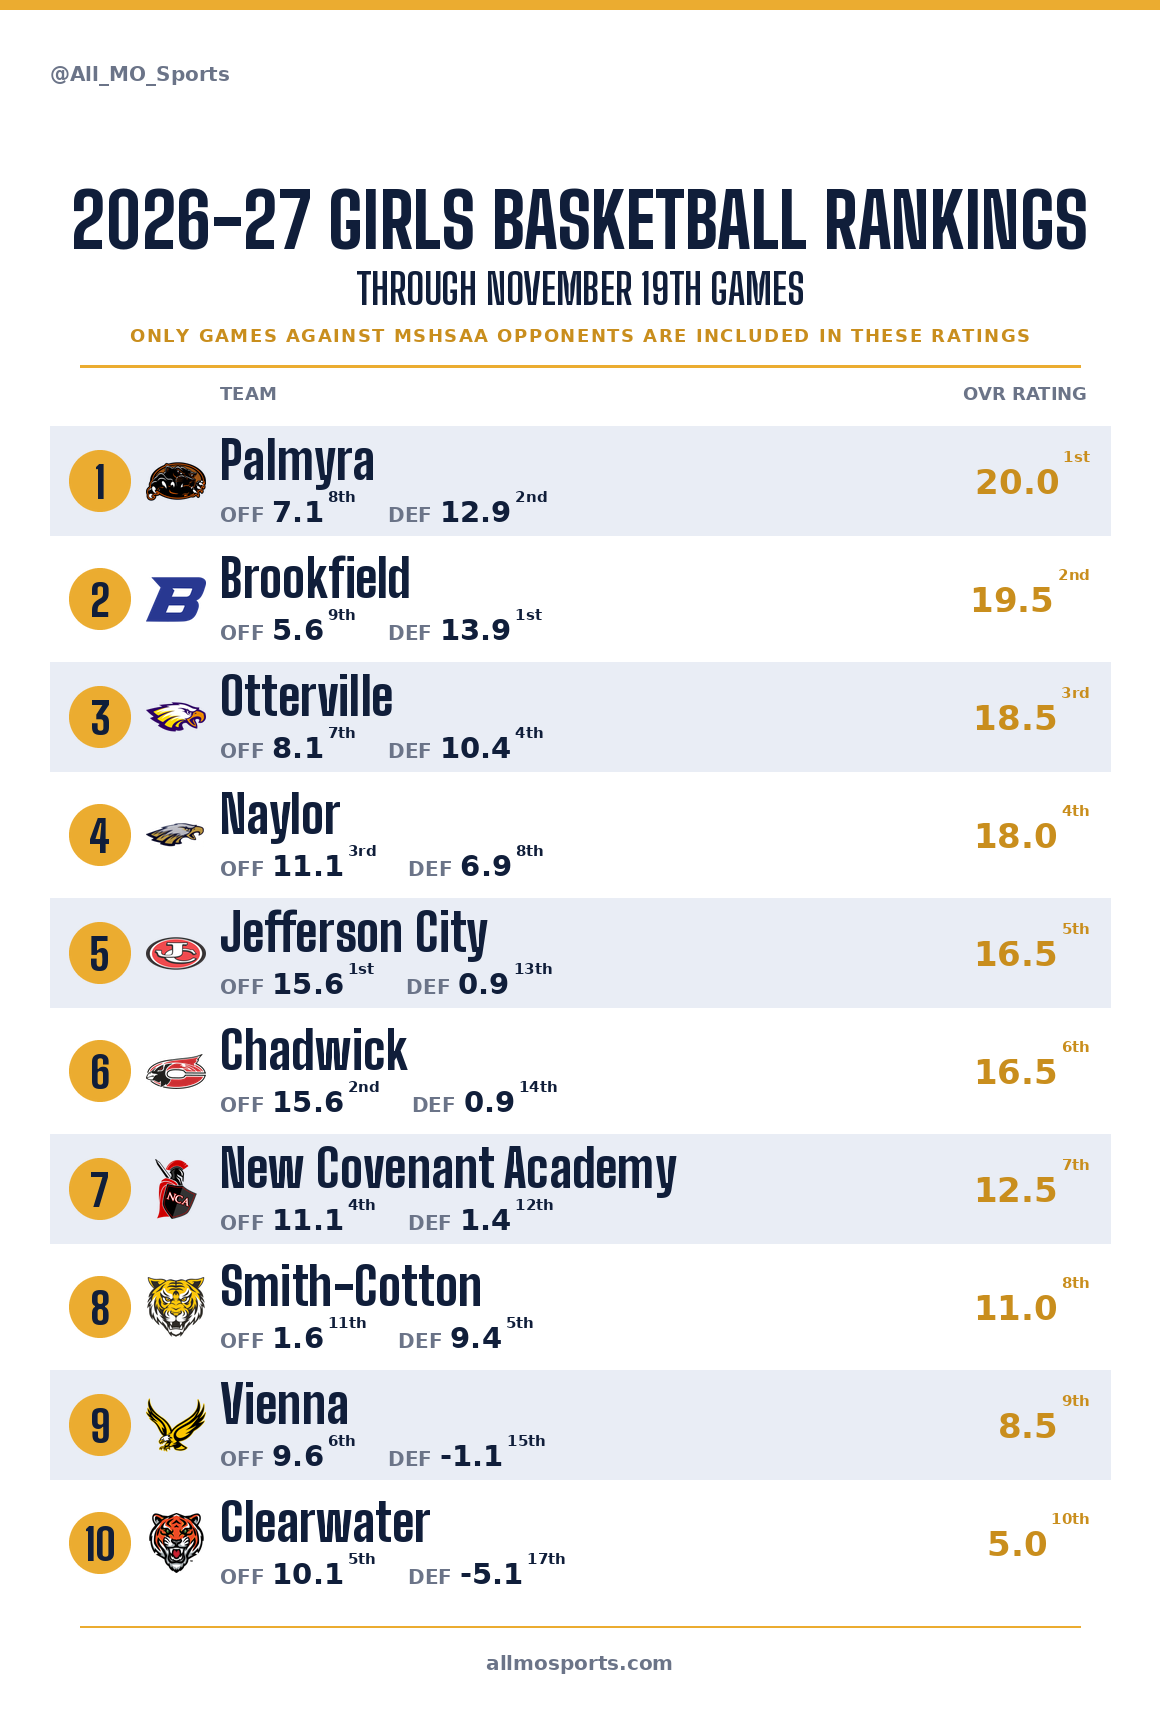 @All_MO_Sports
2026-27 GIRLS BASKETBALL RANKINGS
THROUGH NOVEMBER 19TH GAMES
ONLY GAMES AGAINST MSHSAA OPPONENTS ARE INCLUDED IN THESE RATINGS
TEAM OVR RATING
1 Palmyra 20.0 1st
OFF 7.1 8th DEF 12.9 2nd
2 Brookfield 19.5 2nd
OFF 5.6 9th DEF 13.9 1st
3 Otterville 18.5 3rd
OFF 8.1 7th DEF 10.4 4th
4 Naylor 18.0 4th
OFF 11.1 3rd DEF 6.9 8th
5 Jefferson City 16.5 5th
OFF 15.6 1st DEF 0.9 13th
6 Chadwick 16.5 6th
OFF 15.6 2nd DEF 0.9 14th
7 NCA New Covenant Academy 12.5 7th
OFF 11.1 4th DEF 1.4 12th
8 Smith-Cotton 11.0 8th
OFF 1.6 11th DEF 9.4 5th
9 Vienna 8.5 9th
OFF 9.6 6th DEF -1.1 15th
10 Clearwater 5.0 10th
OFF 10.1 5th DEF -5.1 17th
allmosports.com